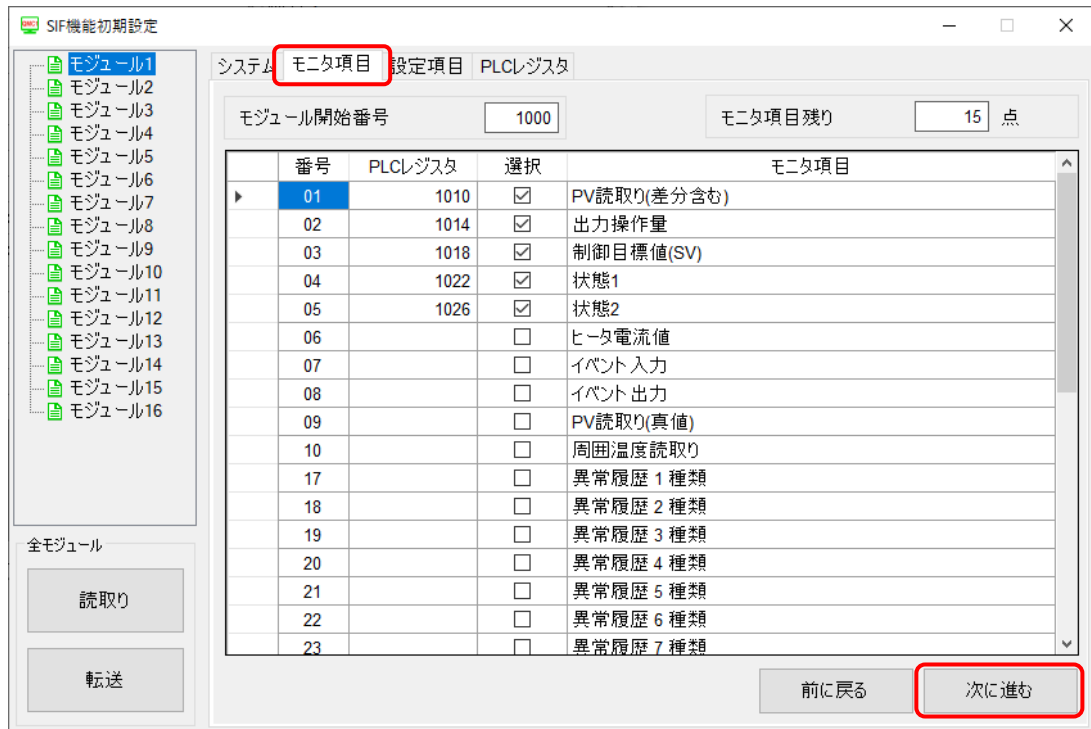 SIF機能初期設定
モジュール1
モジュール2
モジュール3
モジュール4
モジュール5
モジュール6
モジュール7
モジュール8
モジュール9
モジュール10
モジュール11
モジュール12
モジュール13
モジュール14
モジュール15
モジュール16
全モジュール
読取り
転送
システム モニタ項目 設定項目 PLCレジスタ
モジュール開始番号 1000 モニタ項目残り 15 点
番号 PLCレジスタ 選択 モニタ項目
01 1010 PV読取り(差分含む)
02 1014 出力操作量
03 1018 制御目標値(SV)
04 1022 状態1
05 1026 状態2
06 ヒータ電流値
07 イベント入力
08 イベント出力
09 PV読取り(真値)
10 周囲温度読取り
17 異常履歴 1 種類
18 異常履歴 2 種類
19 異常履歴 3 種類
20 異常履歴 4 種類
21 異常履歴 5 種類
22 異常履歴 6 種類
23 異常履歴 7 種類
前に戻る 次に進む